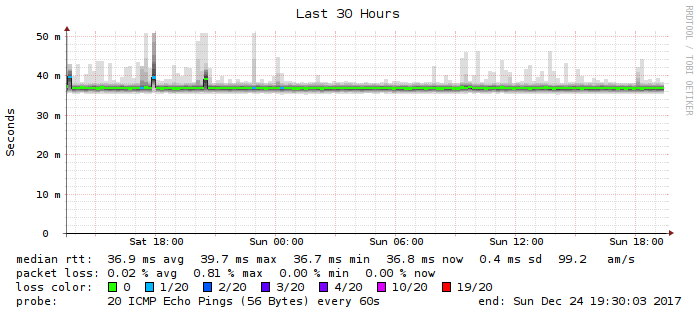 Last 30 Hours
RRDTOOL / TOBI OETIKER
Seconds
50 m
40 m
30 m
20 m
10 m
0
Sat 18:00 Sun 00:00 Sun 06:00 Sun 12:00 Sun 18:00
median rtt: 36.9 ms avg 39.7 ms max 36.7 ms min 36.8 ms now 0.4 ms sd 99.2 am/s
packet loss: 0.02 % avg 0.81 % max 0.00 % min 0.00 % now
loss color: 0 1/20 2/20 3/20 4/20 10/20 19/20
probe: 20 ICMP Echo Pings (56 Bytes) every 60s end: Sun Dec 24 19:30:03 2017